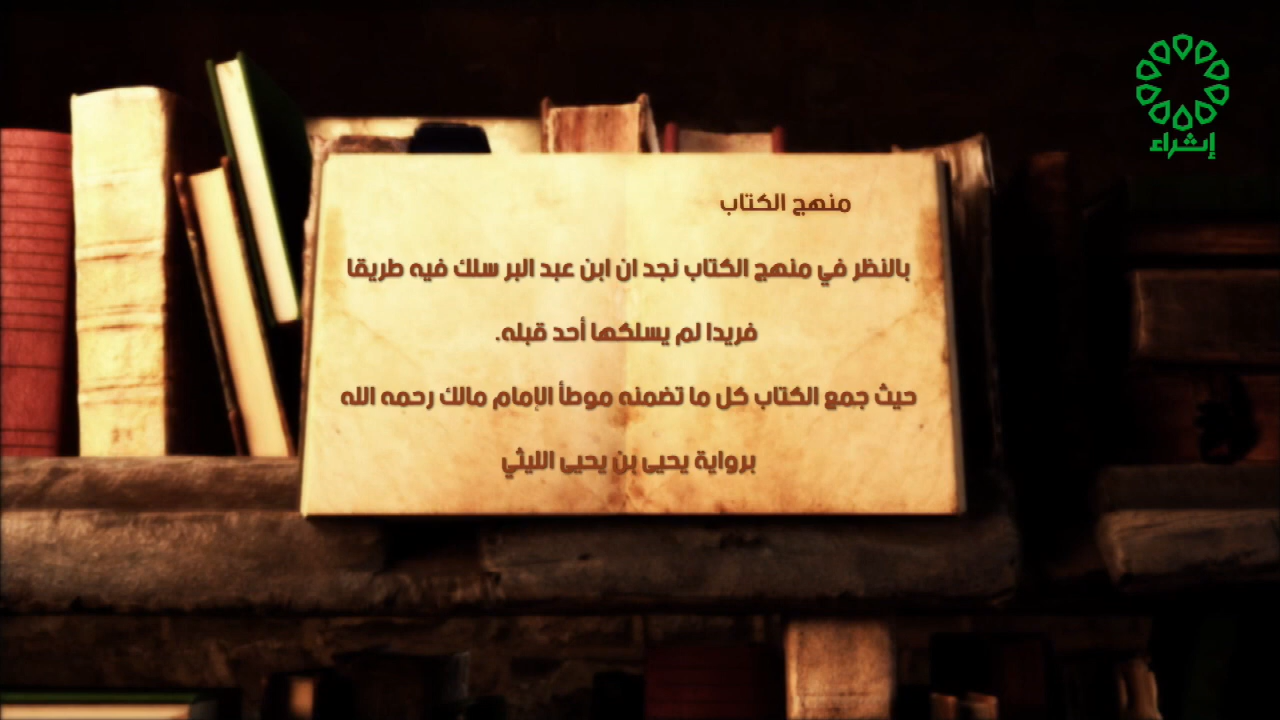 إشراء
منهج الكتاب
بالنظر في منهج الكتاب نجد ان ابن عبد البر سلك فيه طريقا
فريدا لم يسلكها أحد قبله.
حيث جمع الكتاب كل ما تضمنه موطأ الإمام مالك رحمه الله
برواية يحيى بن يحيى الليثي